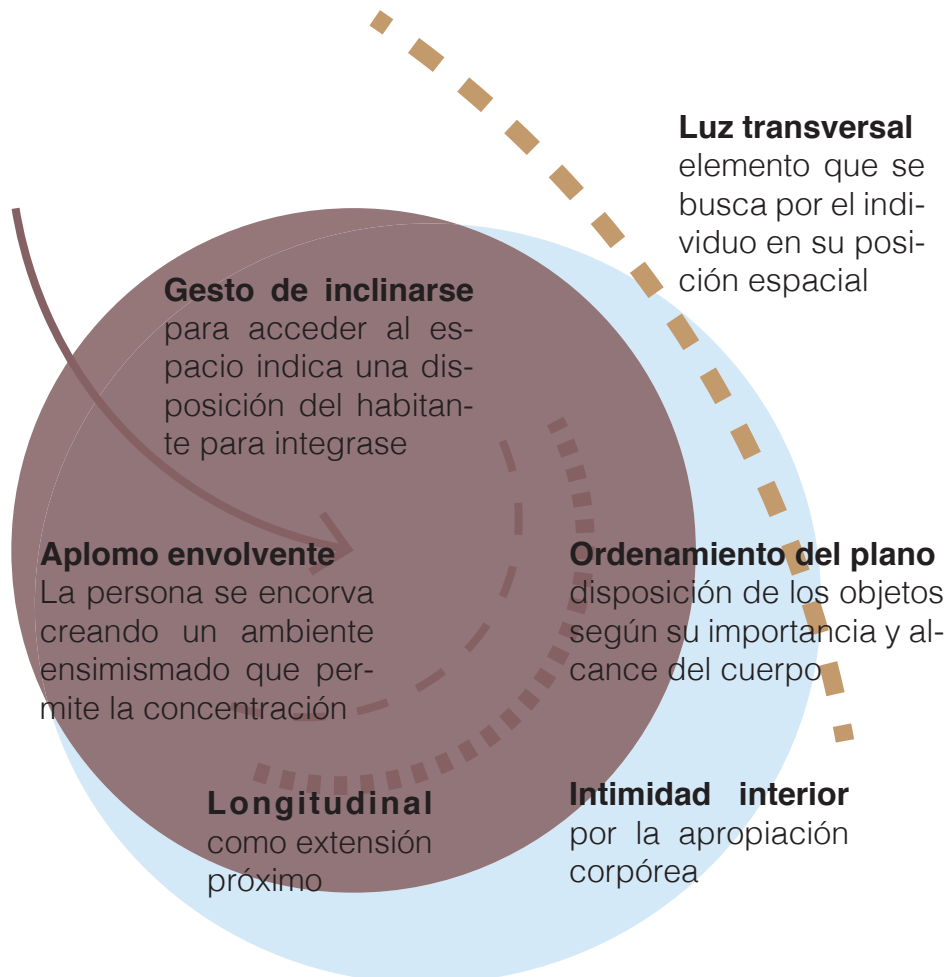 Luz transversal
elemento que se
busca por el indi-
viduo en su posi-
ción espacial
Gesto de inclinarse
para acceder al es-
pacio indica una dis-
posición del habitan-
te para integrase
Aplomo envolvente
La persona se encorva
creando un ambiente
ensimismado que per-
mite la concentración
Ordenamiento del plano
disposición de los objetos
según su importancia y al-
cance del cuerpo
Longitudinal
como extensión
próximo
Intimidad interior
por la apropiación
corpórea